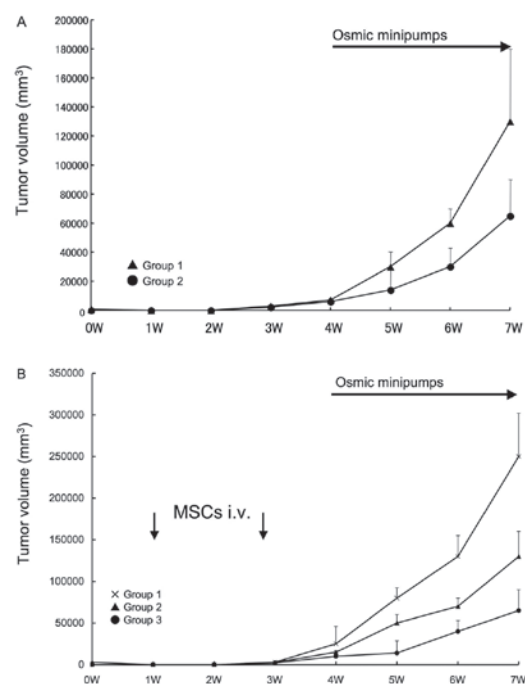 A
Osmic minipumps
Tumor volume (mm³)
200000
180000
160000
140000
120000
100000
80000
60000
40000
20000
0
Group 1
Group 2
0W 1W 2W 3W 4W 5W 6W 7W
B
Osmic minipumps
Tumor volume (mm³)
350000
300000
250000
200000
150000
100000
50000
0
MSCs i.v.
Group 1
Group 2
Group 3
0W 1W 2W 3W 4W 5W 6W 7W